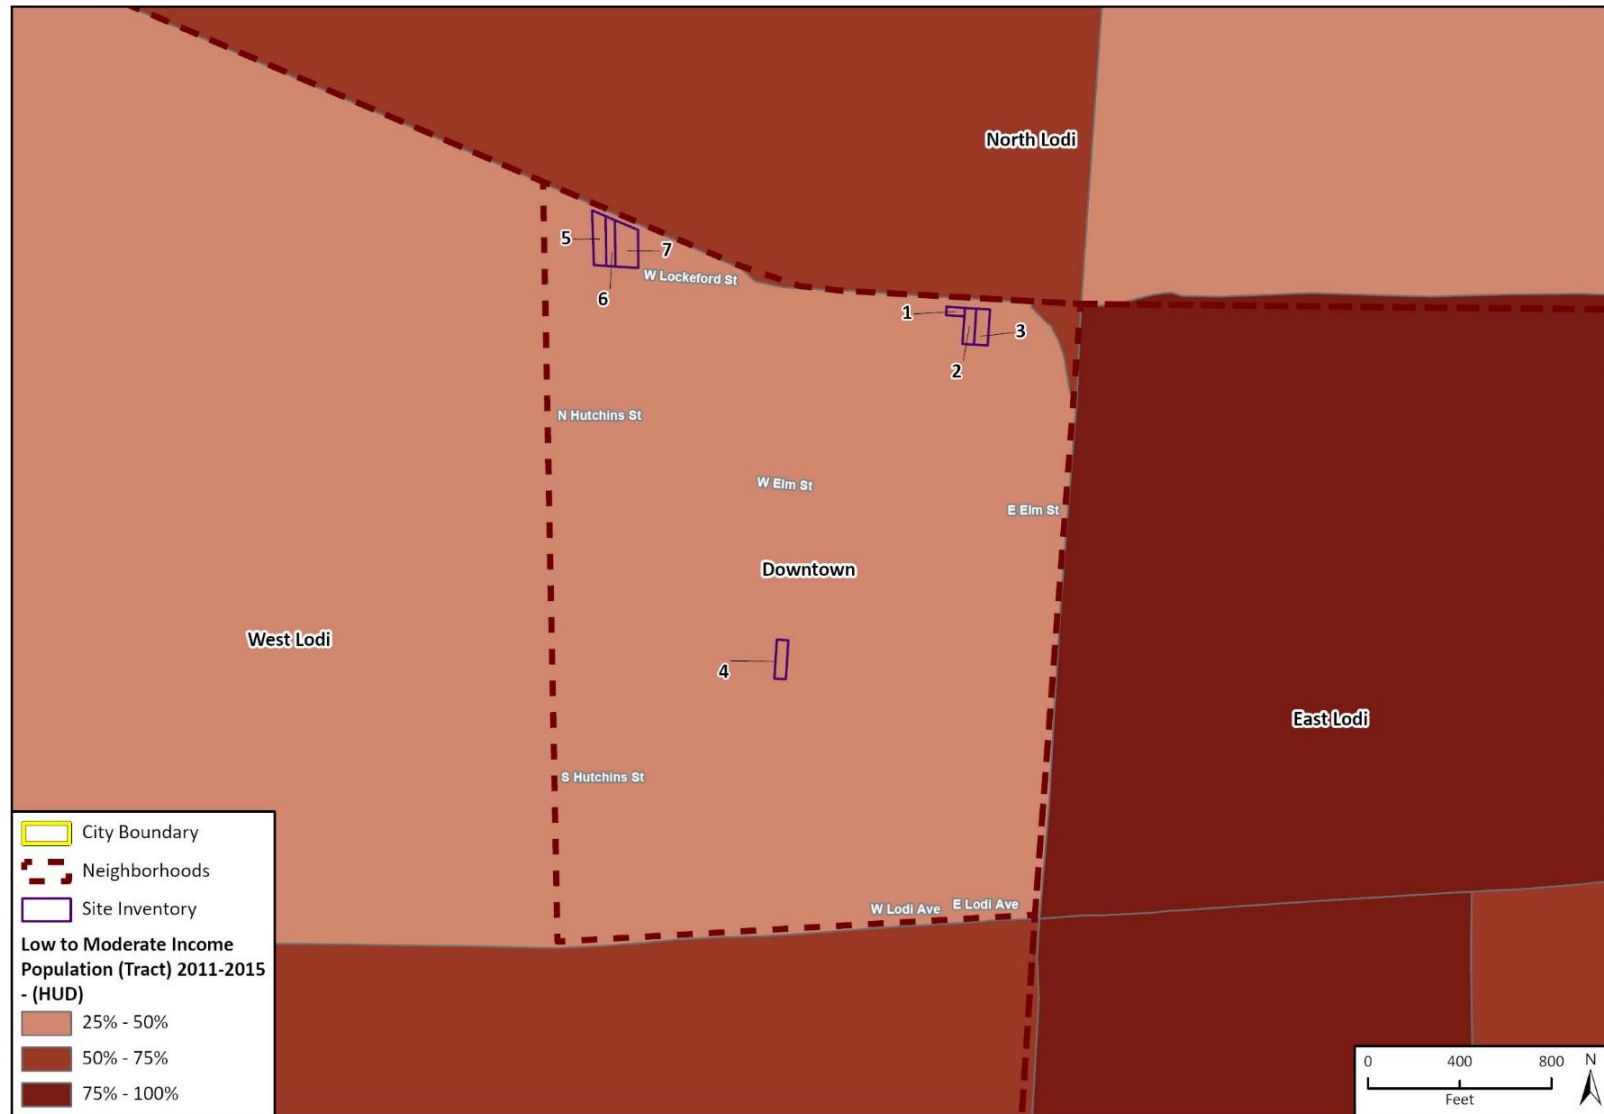 North Lodi
5
7
W Lockeford St
6
1
3
2
N Hutchins St
W Elm St
E Elm St
Downtown
West Lodi
4
East Lodi
S Hutchins St
W Lodi Ave
E Lodi Ave
City Boundary
Neighborhoods
Site Inventory
Low to Moderate Income
Population (Tract) 2011-2015
- (HUD)
25% - 50%
50% - 75%
75% - 100%
0 400 800
Feet
N